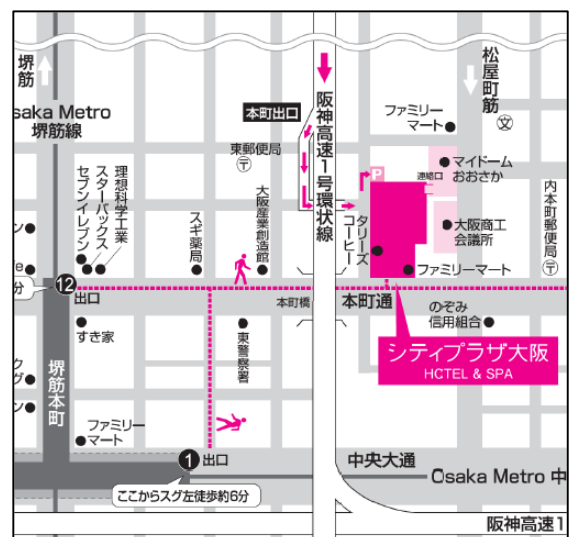 堺筋
saka Metro
堺筋線
本町出口
阪神高速1号環状線
松屋町筋
文
ファミリー
マート
東郵便局
〒
マイドーム
おおさか
連絡口
P
理想科学工業
スターバックス
セブンイレブン
スギ薬局
大阪産業創造館
タリーズ
コーヒー
大阪商工
会議所
内本町郵便局
〒
ファミリーマート
12
出口
分
本町橋
本町通
のぞみ
信用組合
すき家
東警察署
シティプラザ大阪
HOTEL & SPA
堺筋本町
ファミリー
マート
1
出口
ここからスグ左徒歩約6分
中央大通
Osaka Metro 中
阪神高速1